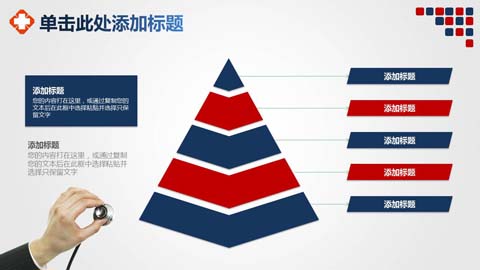 单击此处添加标题
添加标题
您的内容打在这里，或通过复制您的
文本后在此框中选择粘贴并选择只保
留文字
添加标题
您的内容打在这里，或通过复制
您的文本后在此框中选择粘贴并
选择只保留文字
添加标题
添加标题
添加标题
添加标题
添加标题